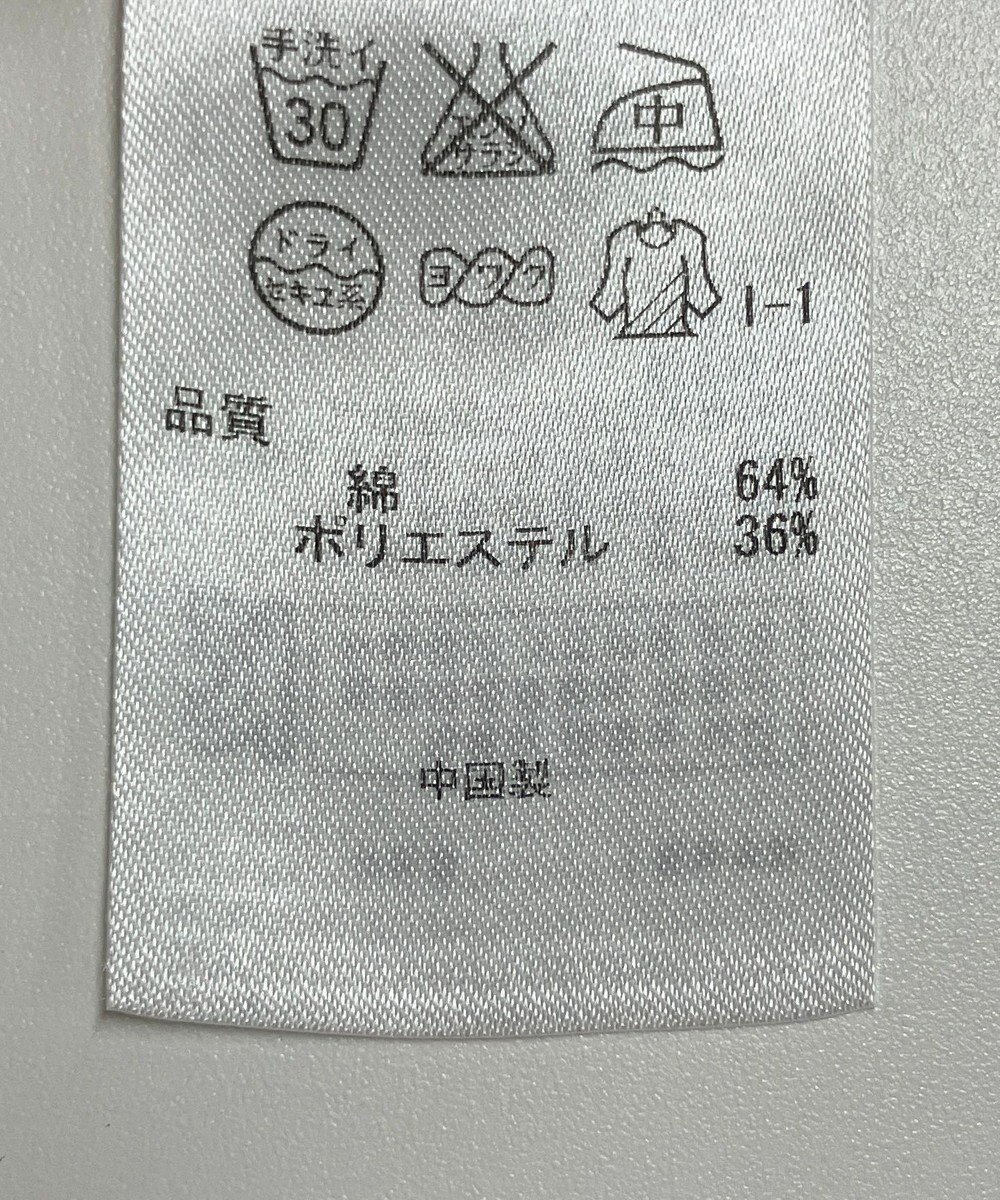 手洗イ
30
エンソ
サラシ
中
ドライ
セキユ系
ヨワク
I-1
品質
綿 64%
ポリエステル 36%
中国製